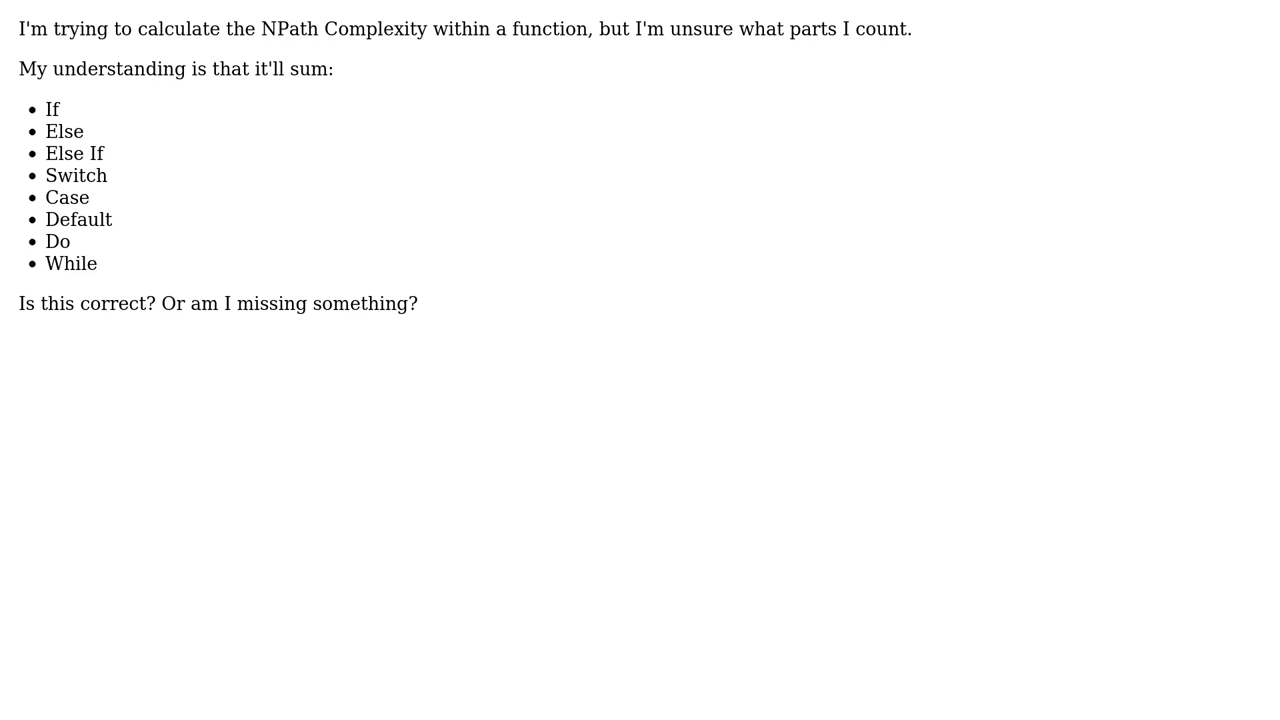 I'm trying to calculate the NPath Complexity within a function, but I'm unsure what parts I count.
My understanding is that it'll sum:
• If
• Else
• Else If
• Switch
• Case
• Default
• Do
• While
Is this correct? Or am I missing something?